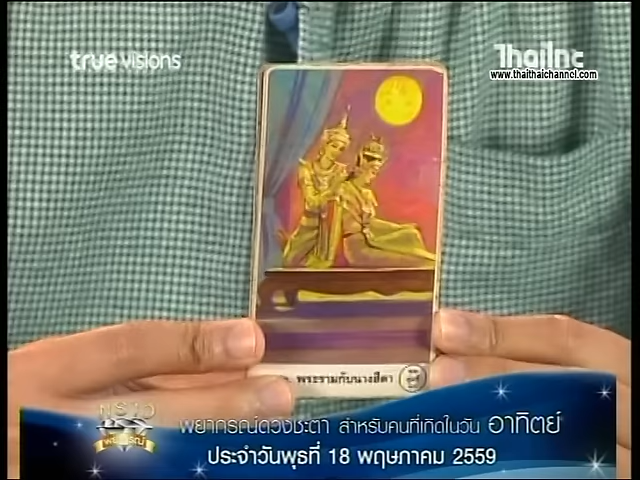 true visions
ThaiTnc
www.thaithaichannel.com
พระรามกับนางสีดา
พยากรณ์ดวงชะตา สำหรับคนที่เกิดในวัน อาทิตย์
ประจำวันพุธที่ 18 พฤษภาคม 2559